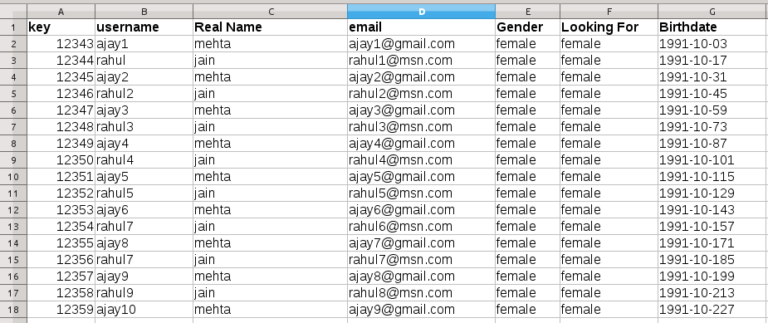 A B C D E F G
1 key username Real Name email Gender Looking For Birthdate
2 12343 ajay1 mehta ajay1@gmail.com female female 1991-10-03
3 12344 rahul jain rahul1@msn.com female female 1991-10-17
4 12345 ajay2 mehta ajay2@gmail.com female female 1991-10-31
5 12346 rahul2 jain rahul2@msn.com female female 1991-10-45
6 12347 ajay3 mehta ajay3@gmail.com female female 1991-10-59
7 12348 rahul3 jain rahul3@msn.com female female 1991-10-73
8 12349 ajay4 mehta ajay4@gmail.com female female 1991-10-87
9 12350 rahul4 jain rahul4@msn.com female female 1991-10-101
10 12351 ajay5 mehta ajay5@gmail.com female female 1991-10-115
11 12352 rahul5 jain rahul5@msn.com female female 1991-10-129
12 12353 ajay6 mehta ajay6@gmail.com female female 1991-10-143
13 12354 rahul7 jain rahul6@msn.com female female 1991-10-157
14 12355 ajay8 mehta ajay7@gmail.com female female 1991-10-171
15 12356 rahul7 jain rahul7@msn.com female female 1991-10-185
16 12357 ajay9 mehta ajay8@gmail.com female female 1991-10-199
17 12358 rahul9 jain rahul8@msn.com female female 1991-10-213
18 12359 ajay10 mehta ajay9@gmail.com female female 1991-10-227